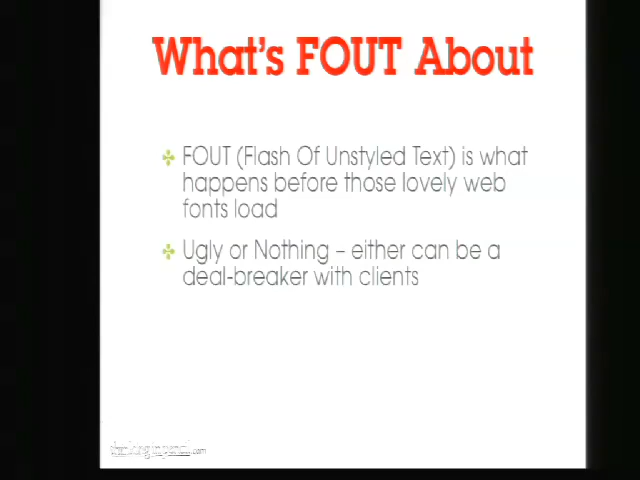 What's FOUT About
FOUT (Flash Of Unstyled Text) is what
happens before those lovely web
fonts load
Ugly or Nothing – either can be a
deal-breaker with clients